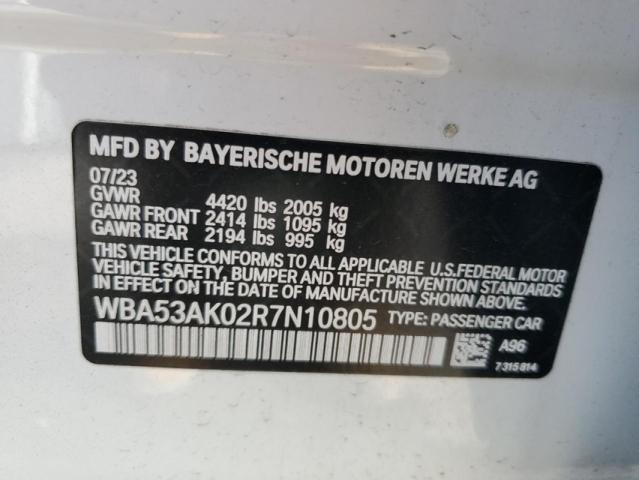 MFD BY BAYERISCHE MOTOREN WERKE AG
07/23
GVWR 4420 lbs 2005 kg
GAWR FRONT 2414 lbs 1095 kg
GAWR REAR 2194 lbs 995 kg
THIS VEHICLE CONFORMS TO ALL APPLICABLE U.S.FEDERAL MOTOR
VEHICLE SAFETY, BUMPER AND THEFT PREVENTION STANDARDS
IN EFFECT ON THE DATE OF MANUFACTURE SHOWN ABOVE.
WBA53AK02R7N10805 TYPE: PASSENGER CAR
A96
7315814